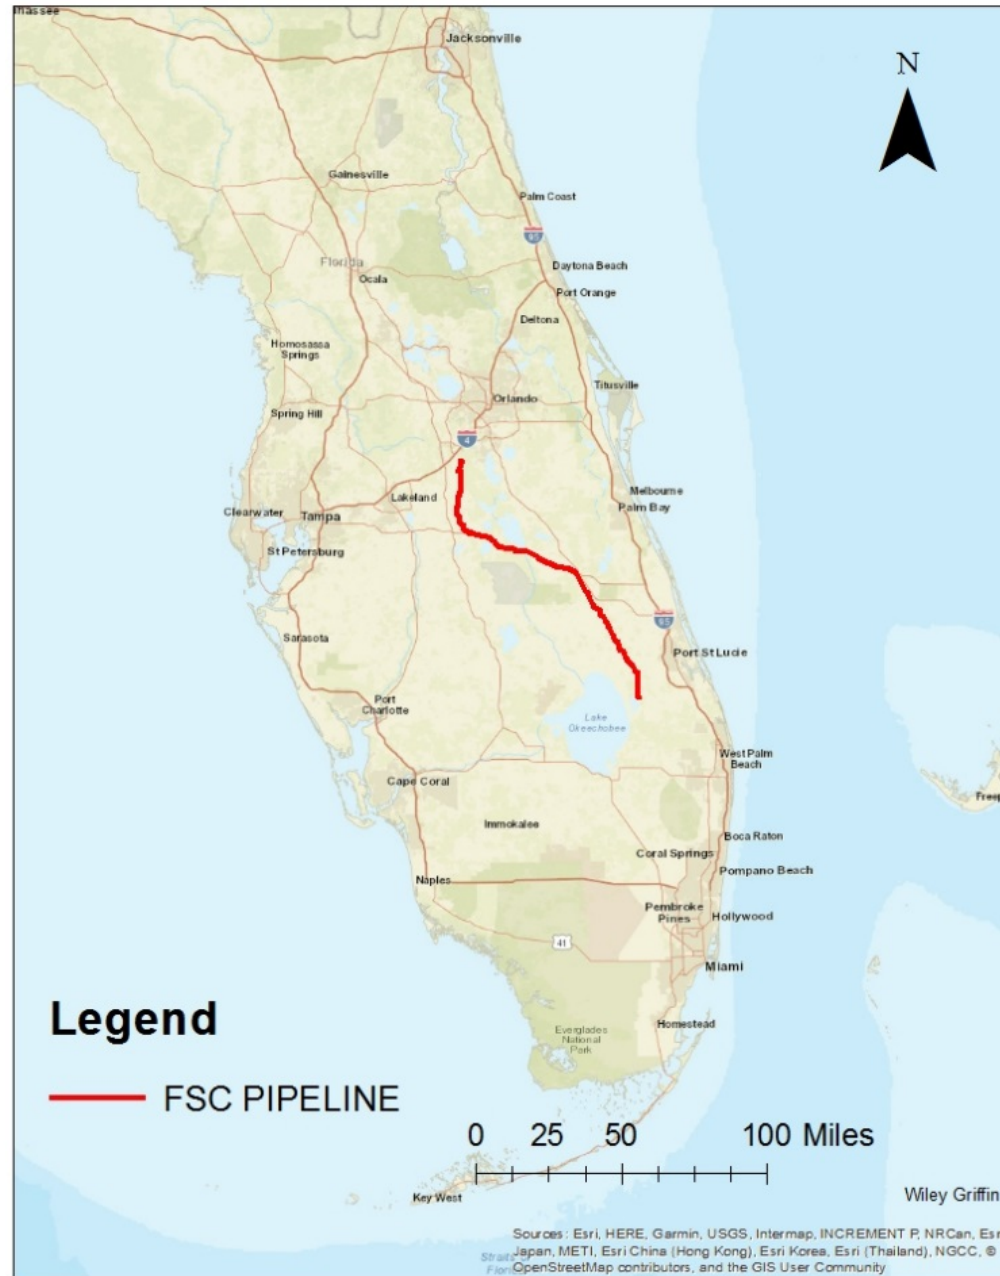 Jacksonville
N
Gainesville
Palm Coast
95
Florida
Daytona Beach
Ocala
Port Orange
Deltona
Homosassa
Springs
Titusville
Orlando
Spring Hill
4
Lakeland
Melbourne
Palm Bay
Clearwater
Tampa
St Petersburg
95
Sarasota
Port St Lucie
Port
Charlotte
Lake
Okeechobee
West Palm
Beach
Cape Coral
Immokalee
Boca Raton
Coral Springs
Pompano Beach
Naples
Pembroke
Pines
Hollywood
41
Miami
Legend
Homestead
Everglades
National
Park
FSC PIPELINE
0 25 50 100 Miles
Key West
Wiley Griffin
Sources: Esri, HERE, Garmin, USGS, Intermap, INCREMENT P, NRCan, Esr
Japan, METI, Esri China (Hong Kong), Esri Korea, Esri (Thailand), NGCC, ©
OpenStreetMap contributors, and the GIS User Community